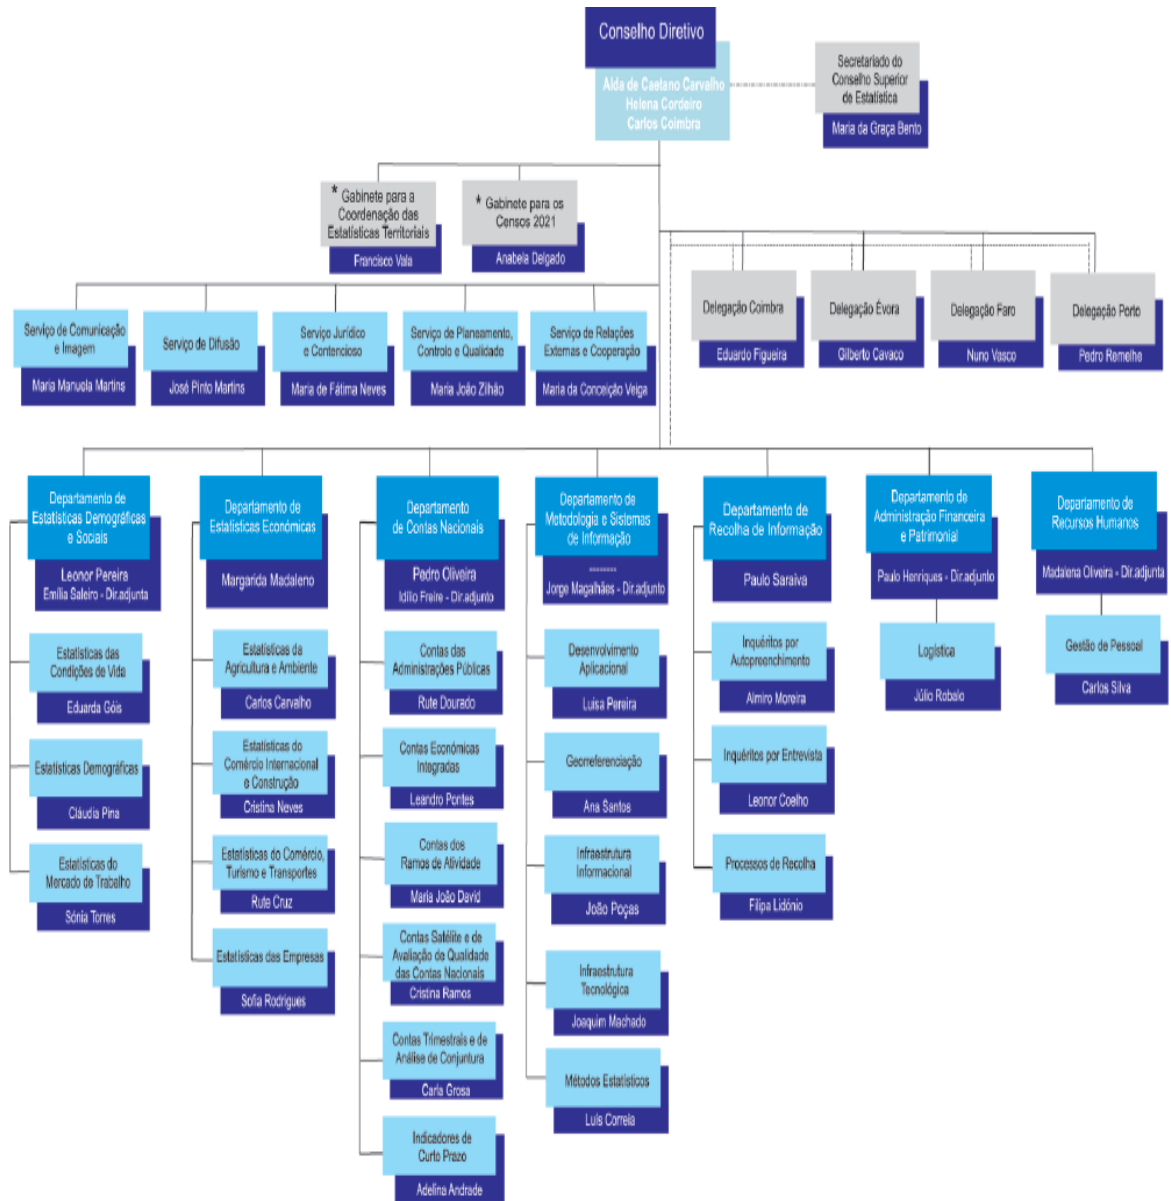 Conselho Diretivo
Alda de Caetano Carvalho
Helena Cordeiro
Carlos Coimbra
Secretariado do
Conselho Superior
de Estatística
Maria da Graça Bento
* Gabinete para a
Coordenação das
Estatísticas Territoriais
Francisco Vala
* Gabinete para os
Censos 2021
Anabela Delgado
Delegação Coimbra
Eduardo Figueira
Delegação Évora
Gilberto Cavaco
Delegação Faro
Nuno Vasco
Delegação Porto
Pedro Remelhe
Serviço de Comunicação
e Imagem
Maria Manuela Martins
Serviço de Difusão
José Pinto Martins
Serviço Jurídico
e Contencioso
Maria de Fátima Neves
Serviço de Planeamento,
Controlo e Qualidade
Maria João Zilhão
Serviço de Relações
Externas e Cooperação
Maria da Conceição Veiga
Departamento de
Estatísticas Demográficas
e Sociais
Leonor Pereira
Emília Saleiro - Dir.adjunta
Estatísticas das
Condições de Vida
Eduarda Góis
Estatísticas Demográficas
Cláudia Pina
Estatísticas do
Mercado de Trabalho
Sónia Torres
Departamento de
Estatísticas Económicas
Margarida Madaleno
Estatísticas da
Agricultura e Ambiente
Carlos Carvalho
Estatísticas do
Comércio Internacional
e Construção
Cristina Neves
Estatísticas do Comércio,
Turismo e Transportes
Rute Cruz
Estatísticas das Empresas
Sofia Rodrigues
Departamento
de Contas Nacionais
Pedro Oliveira
Idílio Freire - Dir.adjunto
Contas das
Administrações Públicas
Rute Dourado
Contas Económicas
Integradas
Leandro Pontes
Contas dos
Ramos de Atividade
Maria João David
Contas Satélite e de
Avaliação de Qualidade
das Contas Nacionais
Cristina Ramos
Contas Trimestrais e de
Análise de Conjuntura
Carla Grosa
Indicadores de
Curto Prazo
Adelina Andrade
Departamento de
Metodologia e Sistemas
de Informação
--------
Jorge Magalhães - Dir.adjunto
Desenvolvimento
Aplicacional
Luisa Pereira
Georreferenciação
Ana Santos
Infraestrutura
Informacional
João Poças
Infraestrutura
Tecnológica
Joaquim Machado
Métodos Estatísticos
Luís Correia
Departamento de
Recolha de Informação
Paulo Saraiva
Inquéritos por
Autopreenchimento
Almiro Moreira
Inquéritos por Entrevista
Leonor Coelho
Processos de Recolha
Filipa Lidónio
Departamento de
Administração Financeira
e Patrimonial
Paulo Henriques - Dir.adjunto
Logística
Júlio Robalo
Departamento de
Recursos Humanos
Madalena Oliveira - Dir.adjunta
Gestão de Pessoal
Carlos Silva